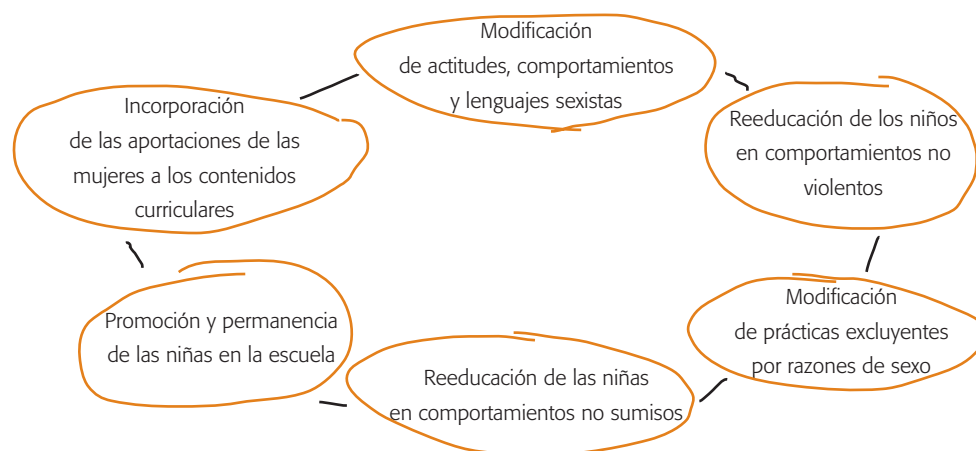 Modificación
de actitudes, comportamientos
y lenguajes sexistas
Reeducación de los niños
en comportamientos no
violentos
Modificación
de prácticas excluyentes
por razones de sexo
Reeducación de las niñas
en comportamientos no sumisos
Promoción y permanencia
de las niñas en la escuela
Incorporación
de las aportaciones de las
mujeres a los contenidos
curriculares